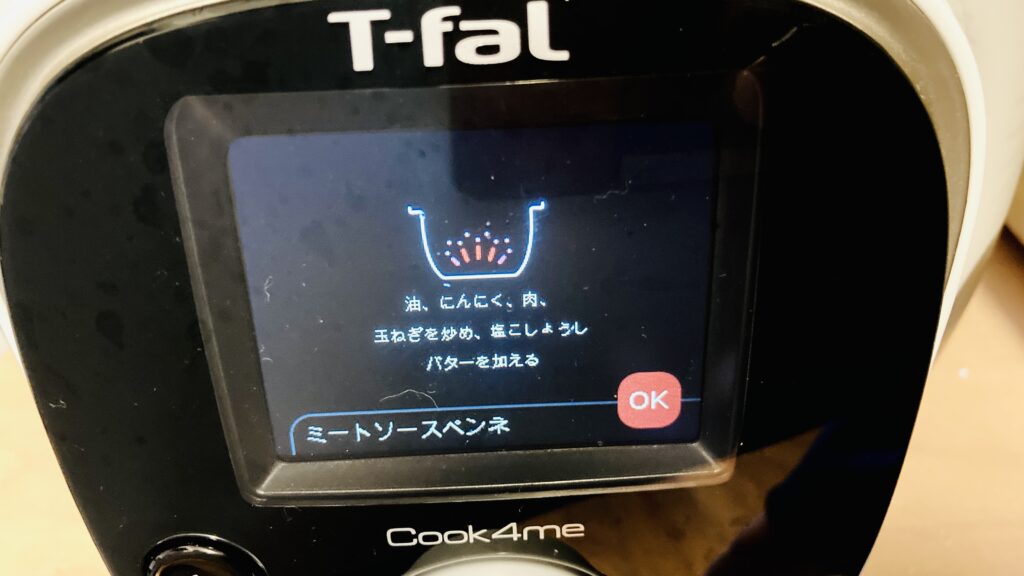 T-fal
油、にんにく、肉、
玉ねぎを炒め、塩こしょうし
バターを加える
OK
ミートソースペンネ
Cook4me